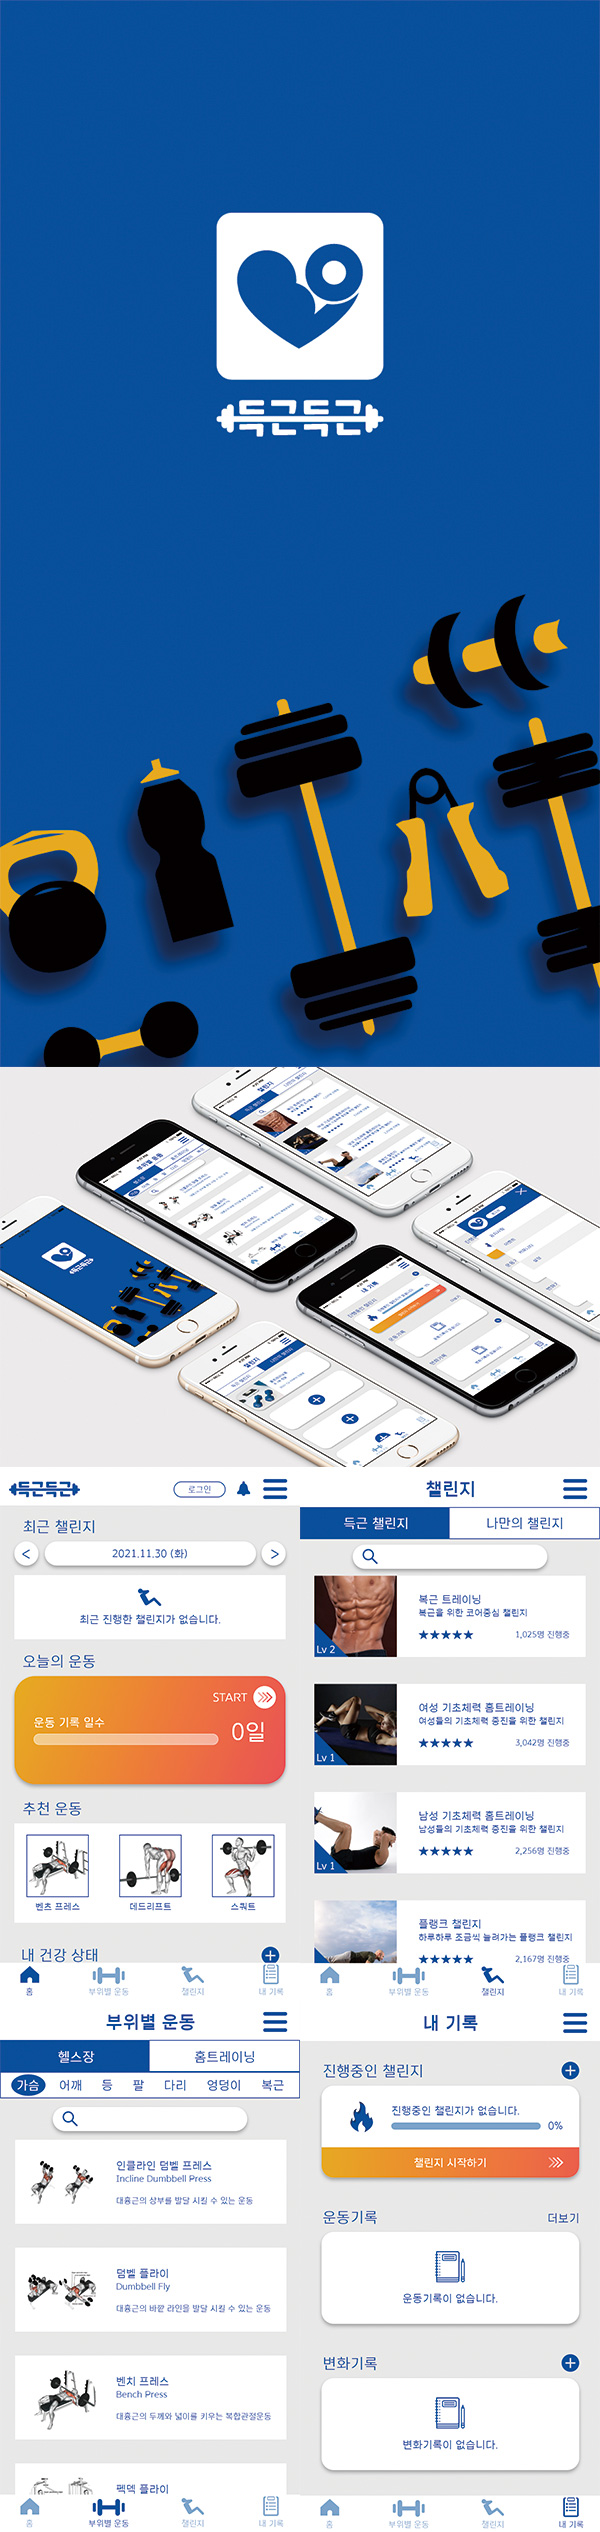 득근득근
득근득근
로그인
최근 챌린지
2021.11.30 (화)
최근 진행한 챌린지가 없습니다.
오늘의 운동
START
운동 기록 일수
0일
추천 운동
벤츠 프레스
데드리프트
스쿼트
내 건강 상태
홈
부위별 운동
챌린지
내 기록
챌린지
득근 챌린지
나만의 챌린지
복근 트레이닝
복근을 위한 코어중심 챌린지
Lv 2
★★★★★
1,025명 진행중
여성 기초체력 홈트레이닝
여성들의 기초체력 증진을 위한 챌린지
Lv 1
★★★★★
3,042명 진행중
남성 기초체력 홈트레이닝
남성들의 기초체력 증진을 위한 챌린지
Lv 1
★★★★★
2,256명 진행중
플랭크 챌린지
하루하루 조금씩 늘려가는 플랭크 챌린지
★★★★★
2,167명 진행중
홈
부위별 운동
챌린지
내 기록
부위별 운동
헬스장
홈트레이닝
가슴
어깨
등
팔
다리
엉덩이
복근
인클라인 덤벨 프레스
Incline Dumbbell Press
대흉근의 상부를 발달 시킬 수 있는 운동
덤벨 플라이
Dumbbell Fly
대흉근의 바깥 라인을 발달 시킬 수 있는 운동
벤치 프레스
Bench Press
대흉근의 두께와 넓이를 키우는 복합관절운동
펙덱 플라이
홈
부위별 운동
챌린지
내 기록
내 기록
진행중인 챌린지
진행중인 챌린지가 없습니다.
0%
챌린지 시작하기
운동기록
더보기
운동기록이 없습니다.
변화기록
변화기록이 없습니다.
홈
부위별 운동
챌린지
내 기록